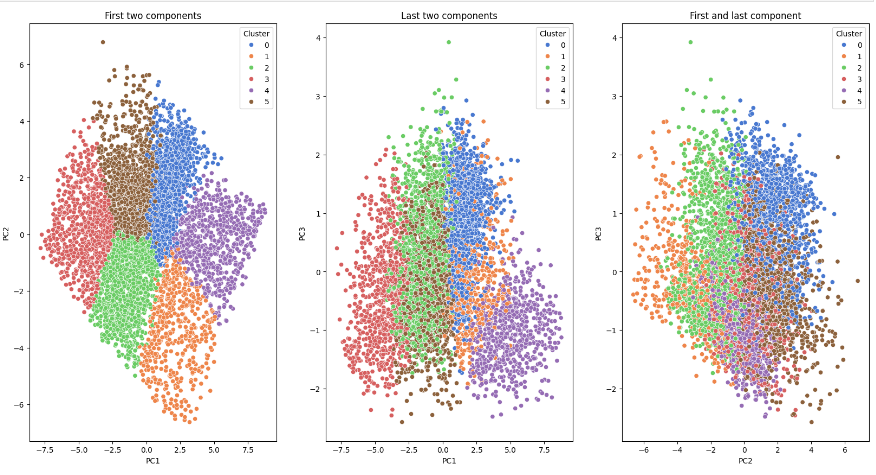 First two components
Cluster
0
1
2
3
4
5
6
4
2
0
−2
−4
−6
PC2
−7.5 −5.0 −2.5 0.0 2.5 5.0 7.5
PC1
Last two components
Cluster
0
1
2
3
4
5
4
3
2
1
0
−1
−2
PC3
−7.5 −5.0 −2.5 0.0 2.5 5.0 7.5
PC1
First and last component
Cluster
0
1
2
3
4
5
4
3
2
1
0
−1
−2
PC3
−6 −4 −2 0 2 4 6
PC2